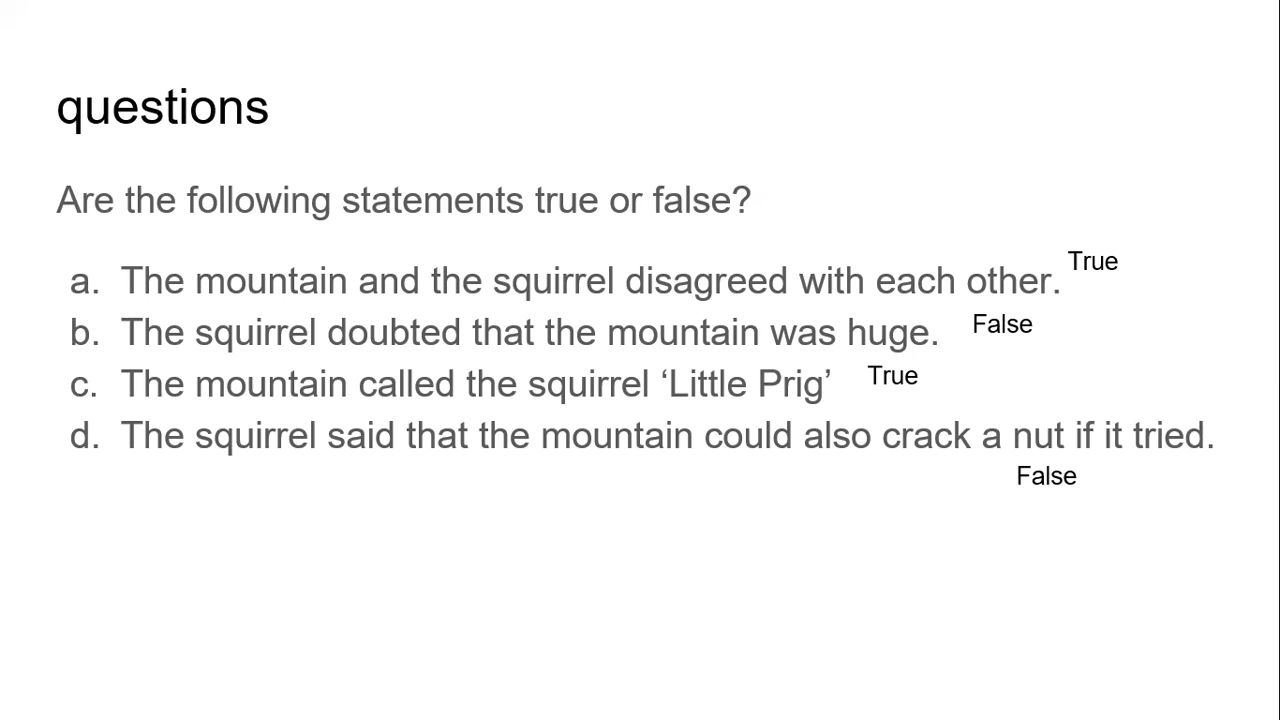 questions
Are the following statements true or false?
a. The mountain and the squirrel disagreed with each other. True
b. The squirrel doubted that the mountain was huge. False
c. The mountain called the squirrel ‘Little Prig’ True
d. The squirrel said that the mountain could also crack a nut if it tried.
False